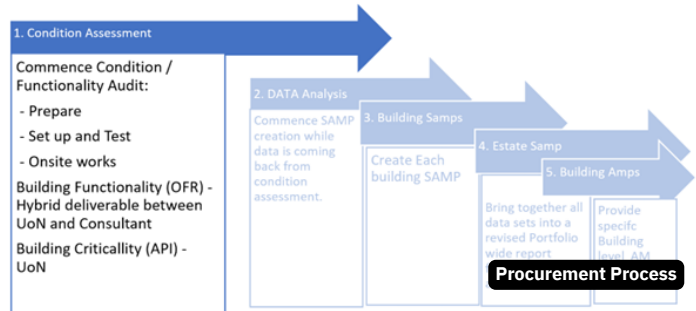 1. Condition Assessment
Commence Condition /
Functionality Audit:
- Prepare
- Set up and Test
- Onsite works
Building Functionality (OFR) -
Hybrid deliverable between
UoN and Consultant
Building Criticallity (API) -
UoN
2. DATA Analysis
Commence SAMP
creation while
data is coming
back from
condition
assessment.
3. Building Samps
Create Each
building SAMP
4. Estate Samp
Bring together all
data sets into a
revised Portfolio
wide report
5. Building Amps
Provide
specifc
Building
level AM
Procurement Process